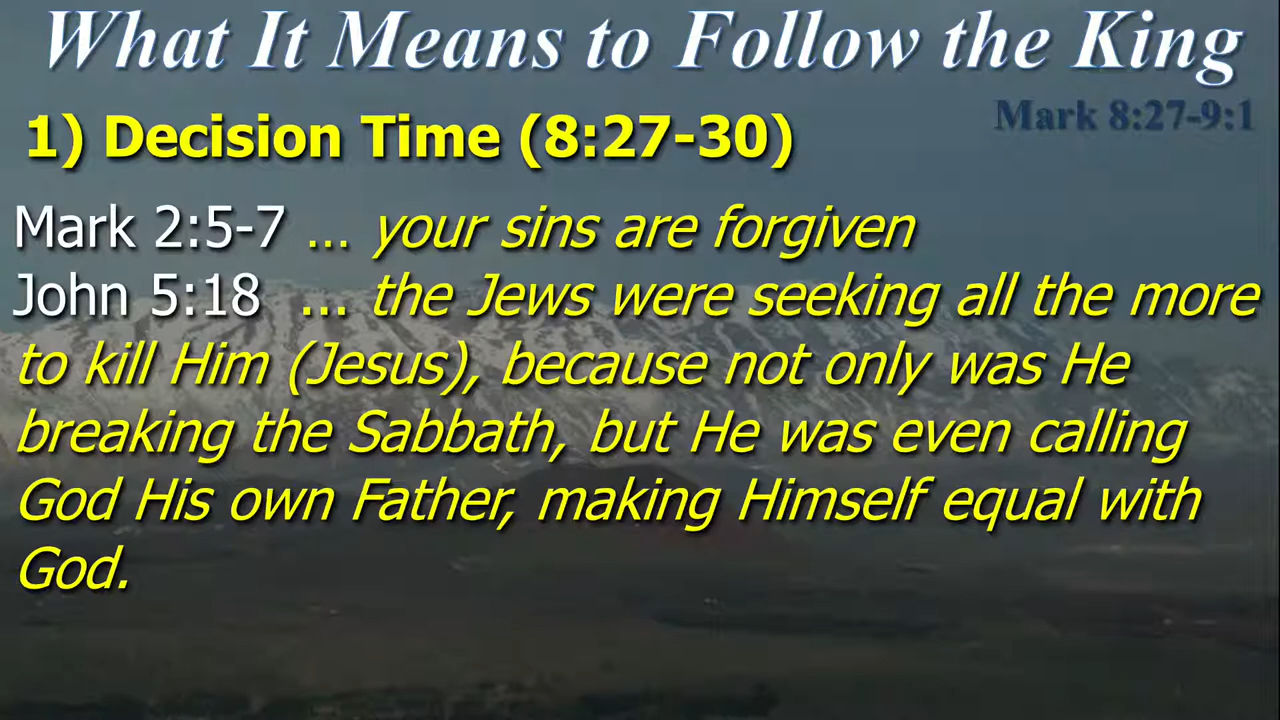 What It Means to Follow the King
Mark 8:27-9:1
1) Decision Time (8:27-30)
Mark 2:5-7 ... your sins are forgiven
John 5:18 ... the Jews were seeking all the more
to kill Him (Jesus), because not only was He
breaking the Sabbath, but He was even calling
God His own Father, making Himself equal with
God.